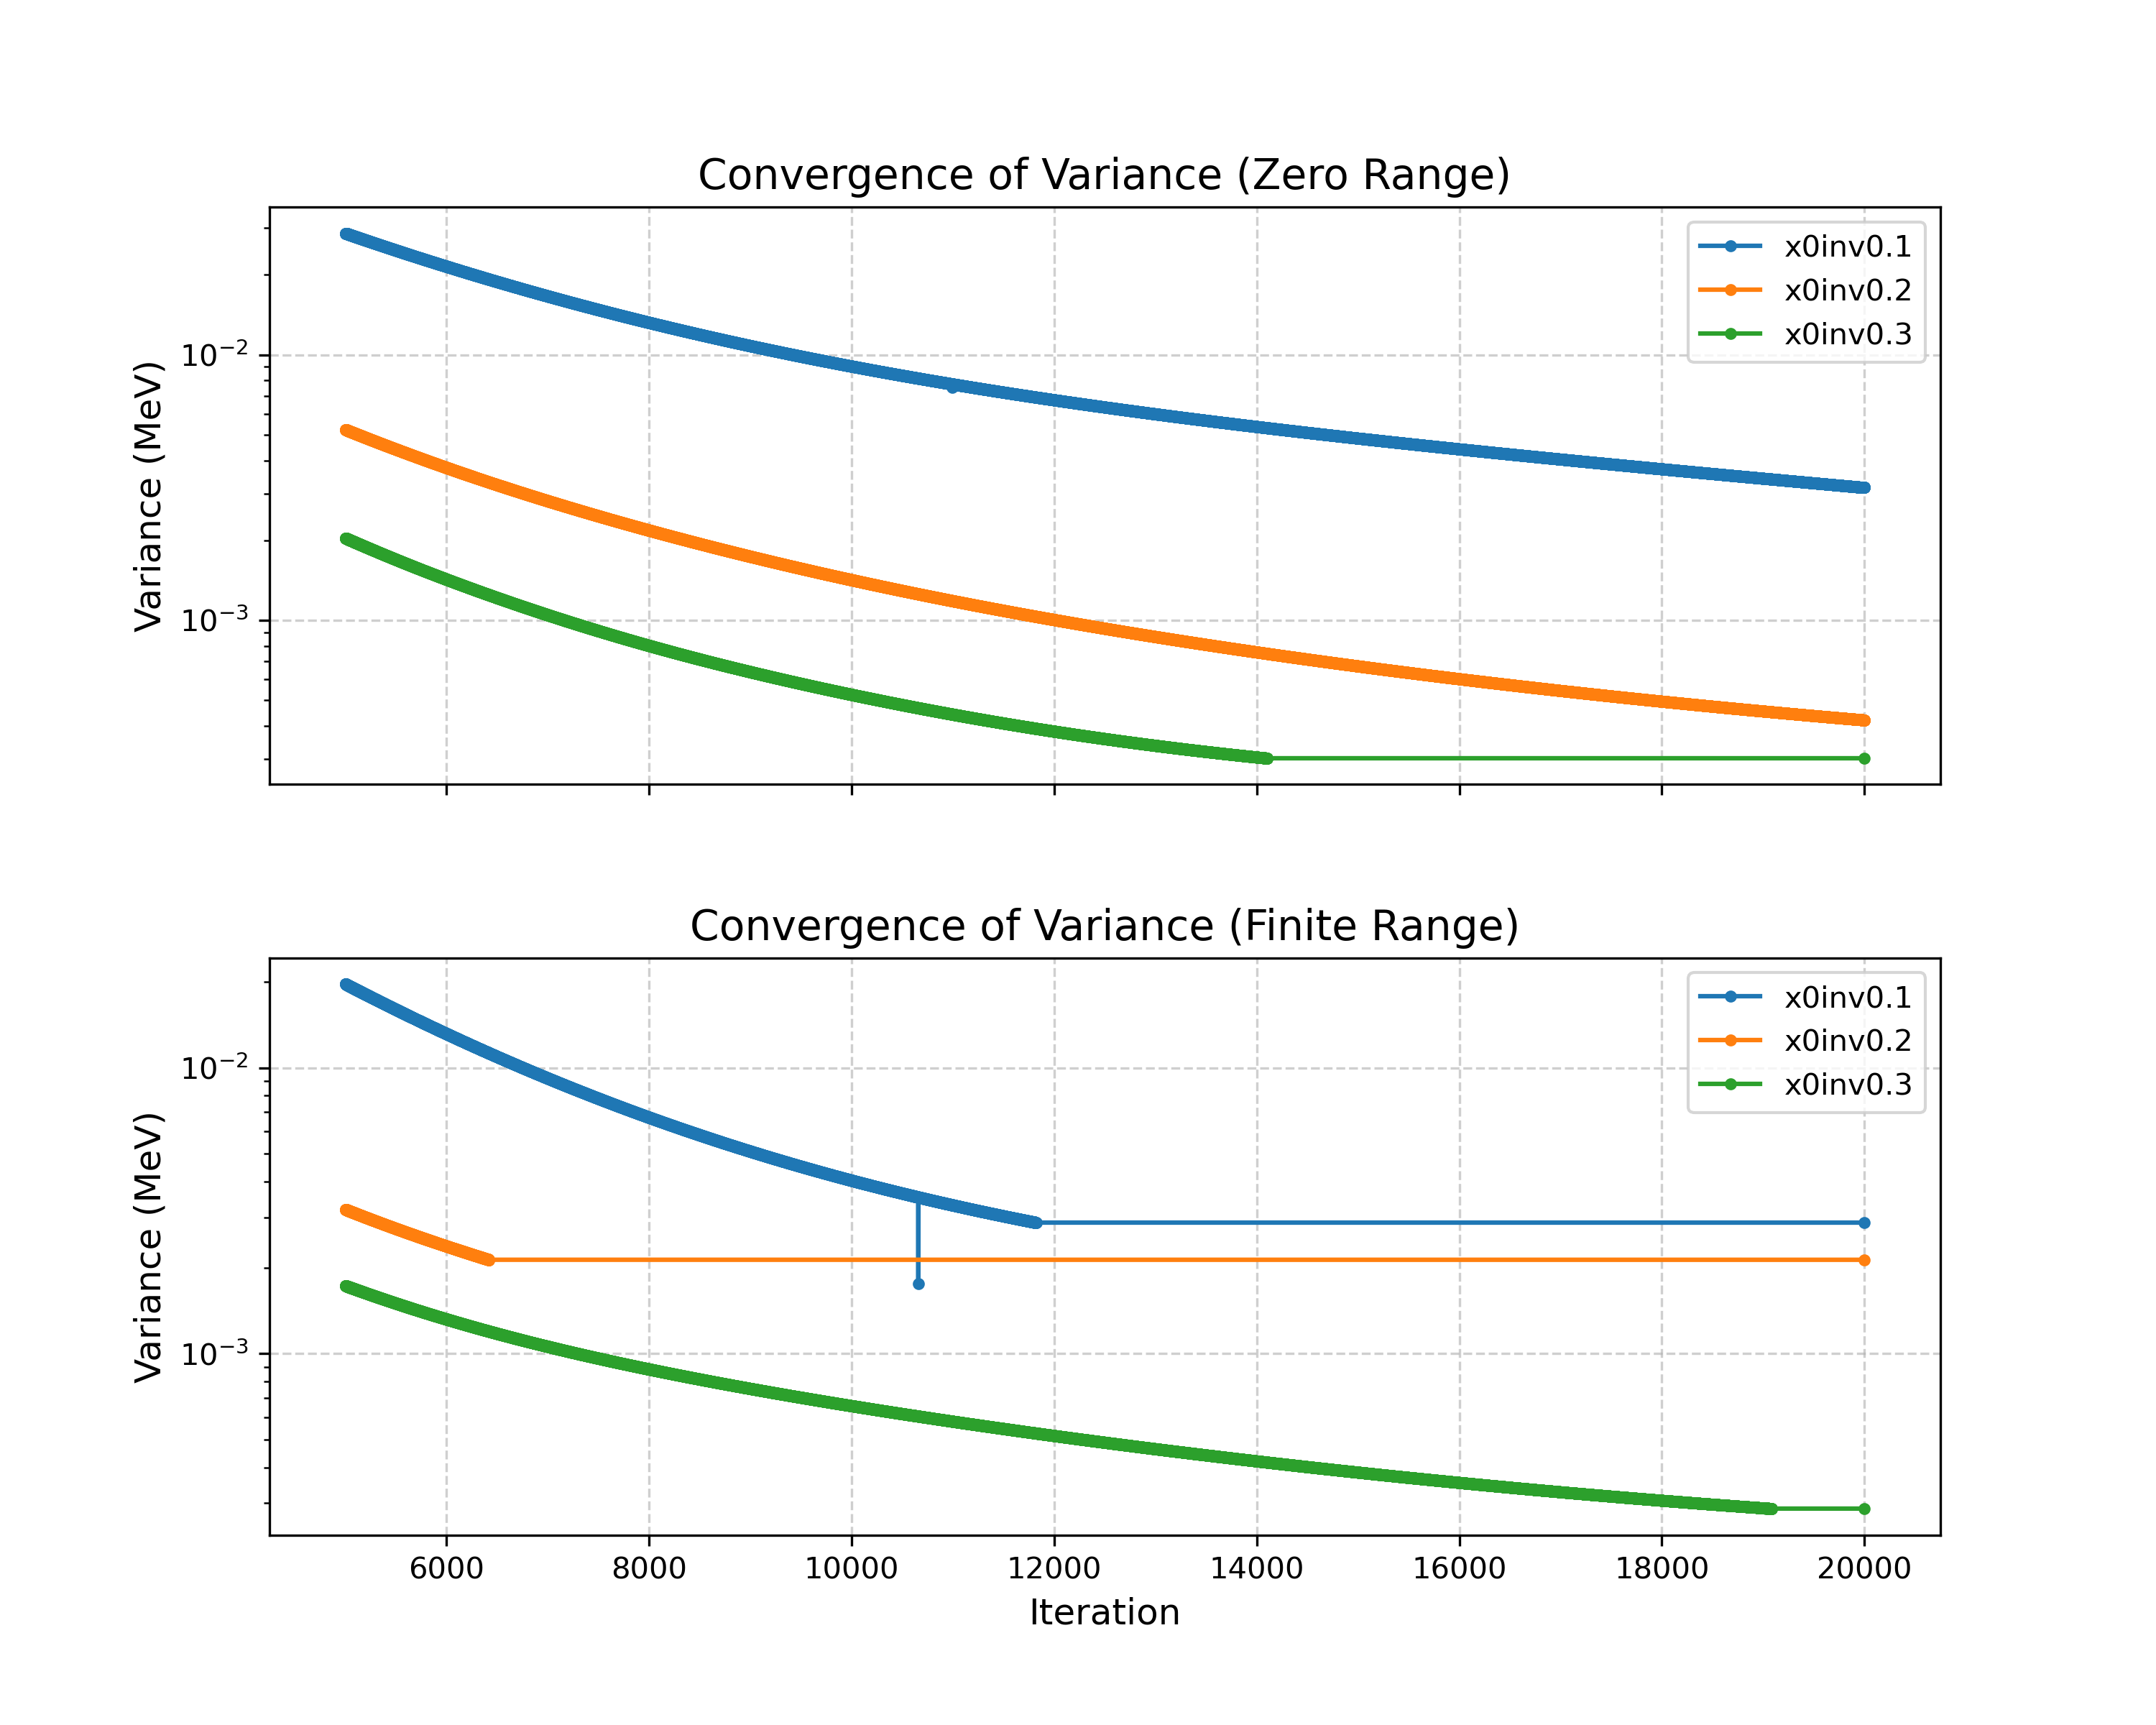 Convergence of Variance (Zero Range)
Variance (MeV)
10⁻²
10⁻³
x0inv0.1
x0inv0.2
x0inv0.3
Convergence of Variance (Finite Range)
Variance (MeV)
10⁻²
10⁻³
x0inv0.1
x0inv0.2
x0inv0.3
6000 8000 10000 12000 14000 16000 18000 20000
Iteration